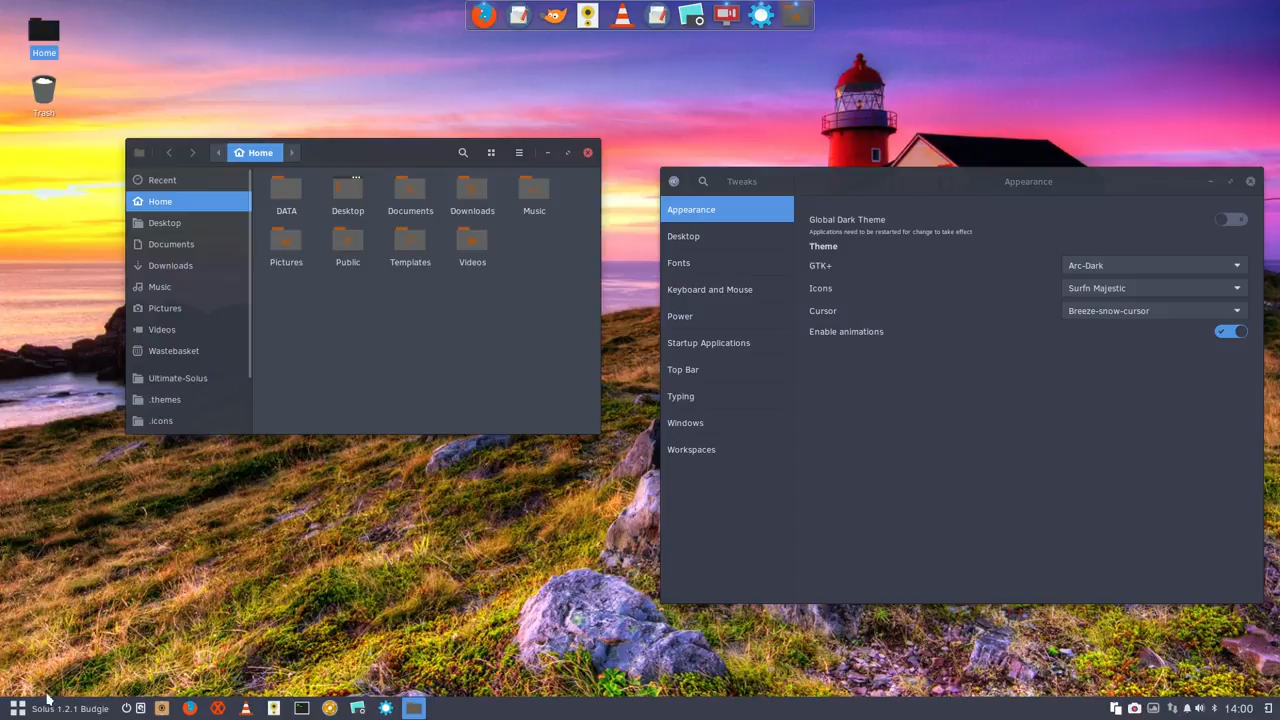 Home
Trash
Home
Recent
Home
Desktop
Documents
Downloads
Music
Pictures
Videos
Wastebasket
Ultimate-Solus
.themes
.icons
DATA
Desktop
Documents
Downloads
Music
Pictures
Public
Templates
Videos
Tweaks
Appearance
Appearance
Desktop
Fonts
Keyboard and Mouse
Power
Startup Applications
Top Bar
Typing
Windows
Workspaces
Global Dark Theme
Applications need to be restarted for change to take effect
Theme
GTK+
Arc-Dark
Icons
Surfn Majestic
Cursor
Breeze-snow-cursor
Enable animations
Solus 1.2.1 Budgie
14:00